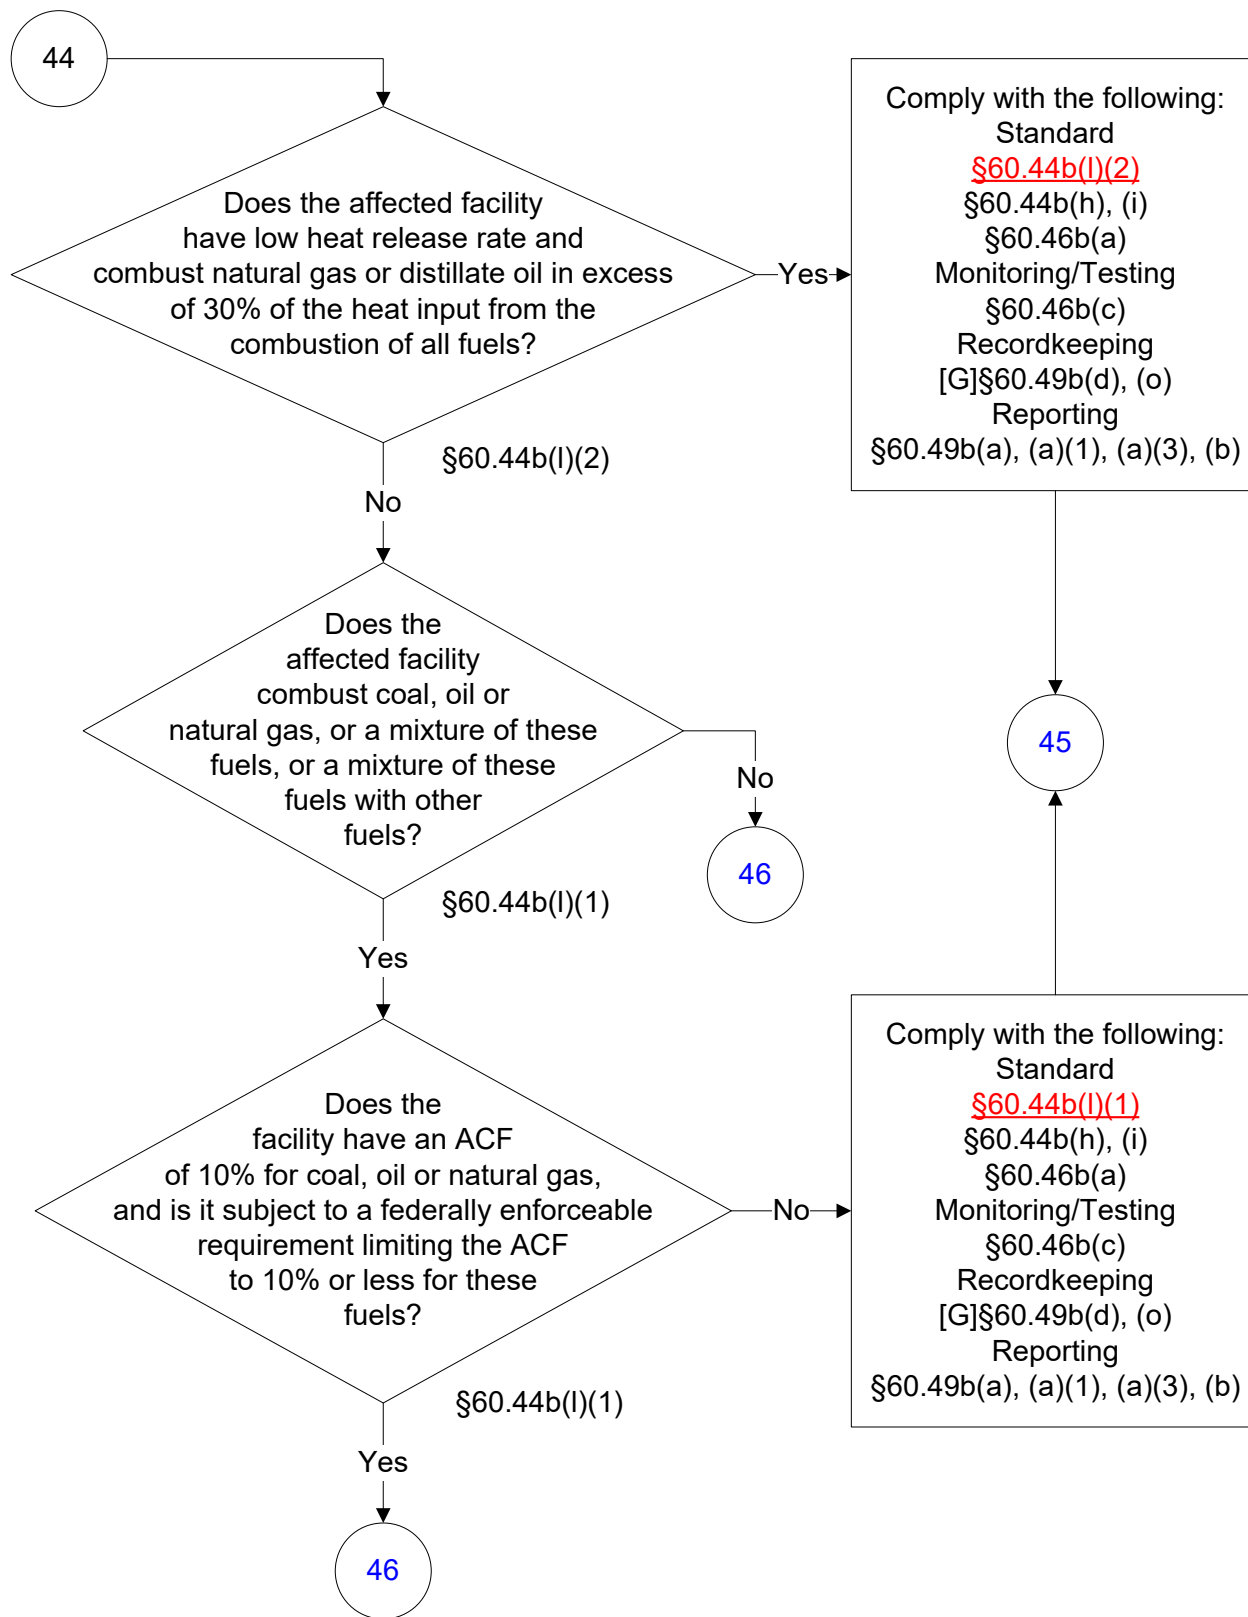 44
Does the affected facility
have low heat release rate and
combust natural gas or distillate oil in excess
of 30% of the heat input from the
combustion of all fuels?
Yes
§60.44b(l)(2)
No
Comply with the following:
Standard
§60.44b(l)(2)
§60.44b(h), (i)
§60.46b(a)
Monitoring/Testing
§60.46b(c)
Recordkeeping
[G]§60.49b(d), (o)
Reporting
§60.49b(a), (a)(1), (a)(3), (b)
45
Does the
affected facility
combust coal, oil or
natural gas, or a mixture of these
fuels, or a mixture of these
fuels with other
fuels?
No
46
§60.44b(l)(1)
Yes
Does the
facility have an ACF
of 10% for coal, oil or natural gas,
and is it subject to a federally enforceable
requirement limiting the ACF
to 10% or less for these
fuels?
No
§60.44b(l)(1)
Yes
46
Comply with the following:
Standard
§60.44b(l)(1)
§60.44b(h), (i)
§60.46b(a)
Monitoring/Testing
§60.46b(c)
Recordkeeping
[G]§60.49b(d), (o)
Reporting
§60.49b(a), (a)(1), (a)(3), (b)